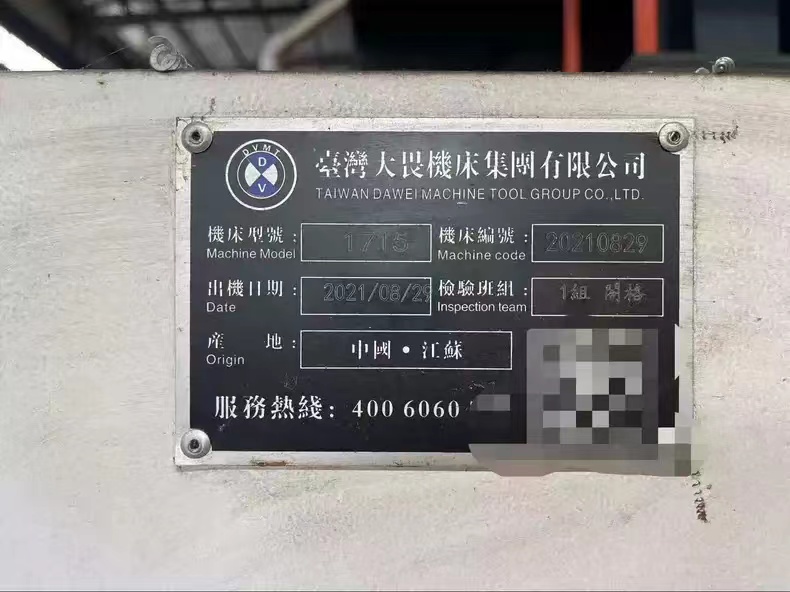 DVMT
DV
臺灣大畏機床集團有限公司
TAIWAN DAWEI MACHINE TOOL GROUP CO.,LTD.
機床型號: 1715 機床編號: 20210829
Machine Model Machine code
出機日期: 2021/08/29 檢驗班組: 1組
Date Inspection team
産地: 中國·江蘇
Origin
服務熱綫: 400 6060